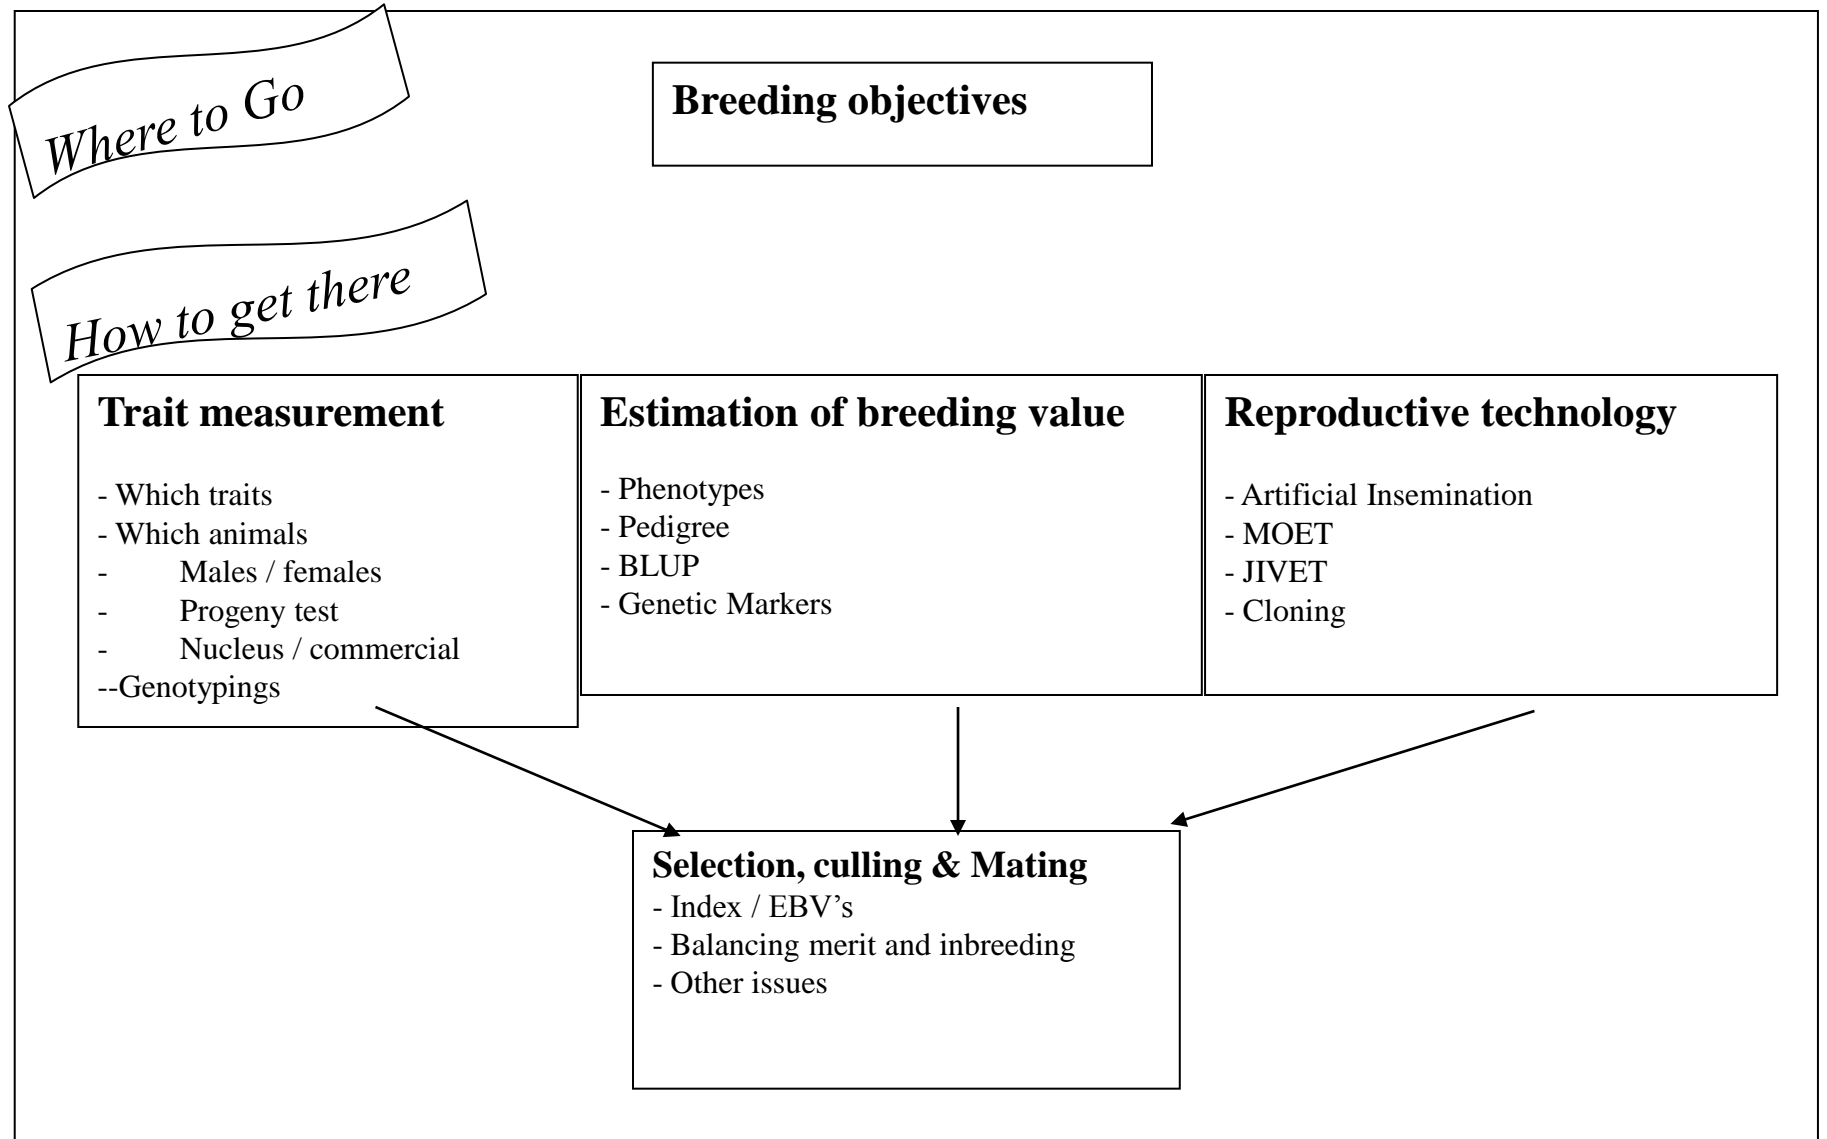 Where to Go
Breeding objectives
How to get there
Trait measurement
- Which traits
- Which animals
- Males / females
- Progeny test
- Nucleus / commercial
--Genotypings
Estimation of breeding value
- Phenotypes
- Pedigree
- BLUP
- Genetic Markers
Reproductive technology
- Artificial Insemination
- MOET
- JIVET
- Cloning
Selection, culling & Mating
- Index / EBV’s
- Balancing merit and inbreeding
- Other issues